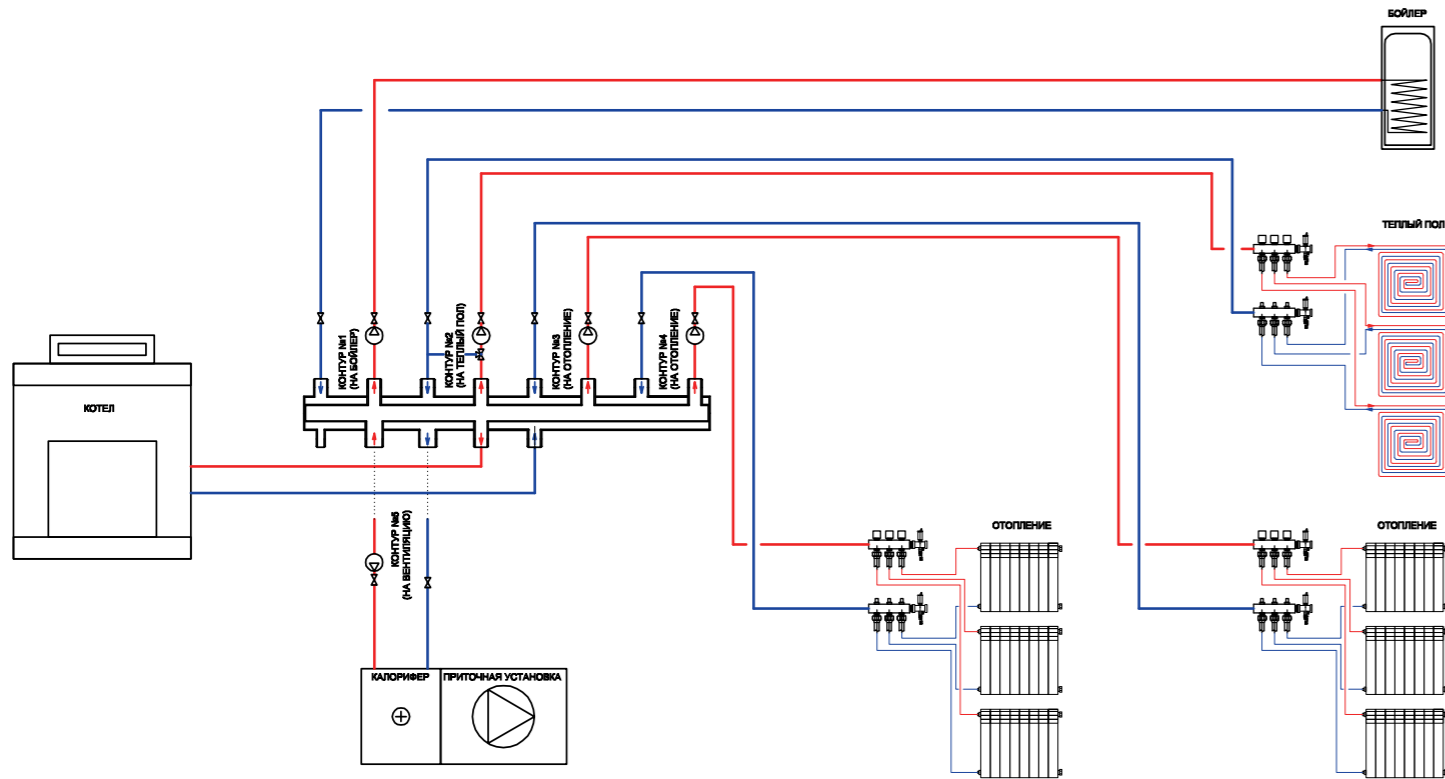 БОЙЛЕР
ТЕПЛЫЙ ПОЛ
КОНТУР №1
(НА БОЙЛЕР)
КОНТУР №2
(НА ТЕПЛЫЙ ПОЛ)
КОНТУР №3
(НА ОТОПЛЕНИЕ)
КОНТУР №4
(НА ОТОПЛЕНИЕ)
КОТЕЛ
КОНТУР №5
(НА ВЕНТИЛЯЦИЮ)
ОТОПЛЕНИЕ
ОТОПЛЕНИЕ
КАЛОРИФЕР
ПРИТОЧНАЯ УСТАНОВКА